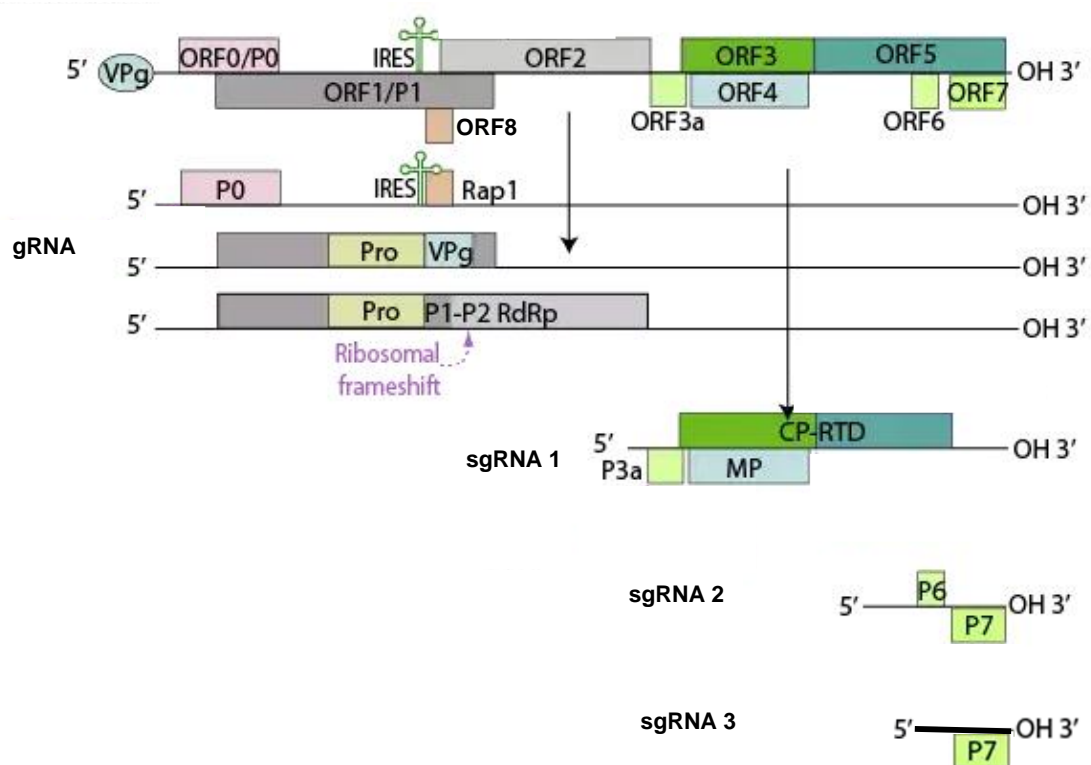 5′ VPg ORF0/P0 IRES ORF2 ORF3 ORF5 OH 3′
ORF1/P1 ORF4 ORF7
ORF8 ORF3a ORF6
5′ P0 IRES Rap1 OH 3′
gRNA
5′ Pro VPg OH 3′
5′ Pro P1-P2 RdRp OH 3′
Ribosomal
frameshift
sgRNA 1 5′ CP-RTD OH 3′
P3a MP
sgRNA 2 5′ P6 OH 3′
P7
sgRNA 3 5′ OH 3′
P7